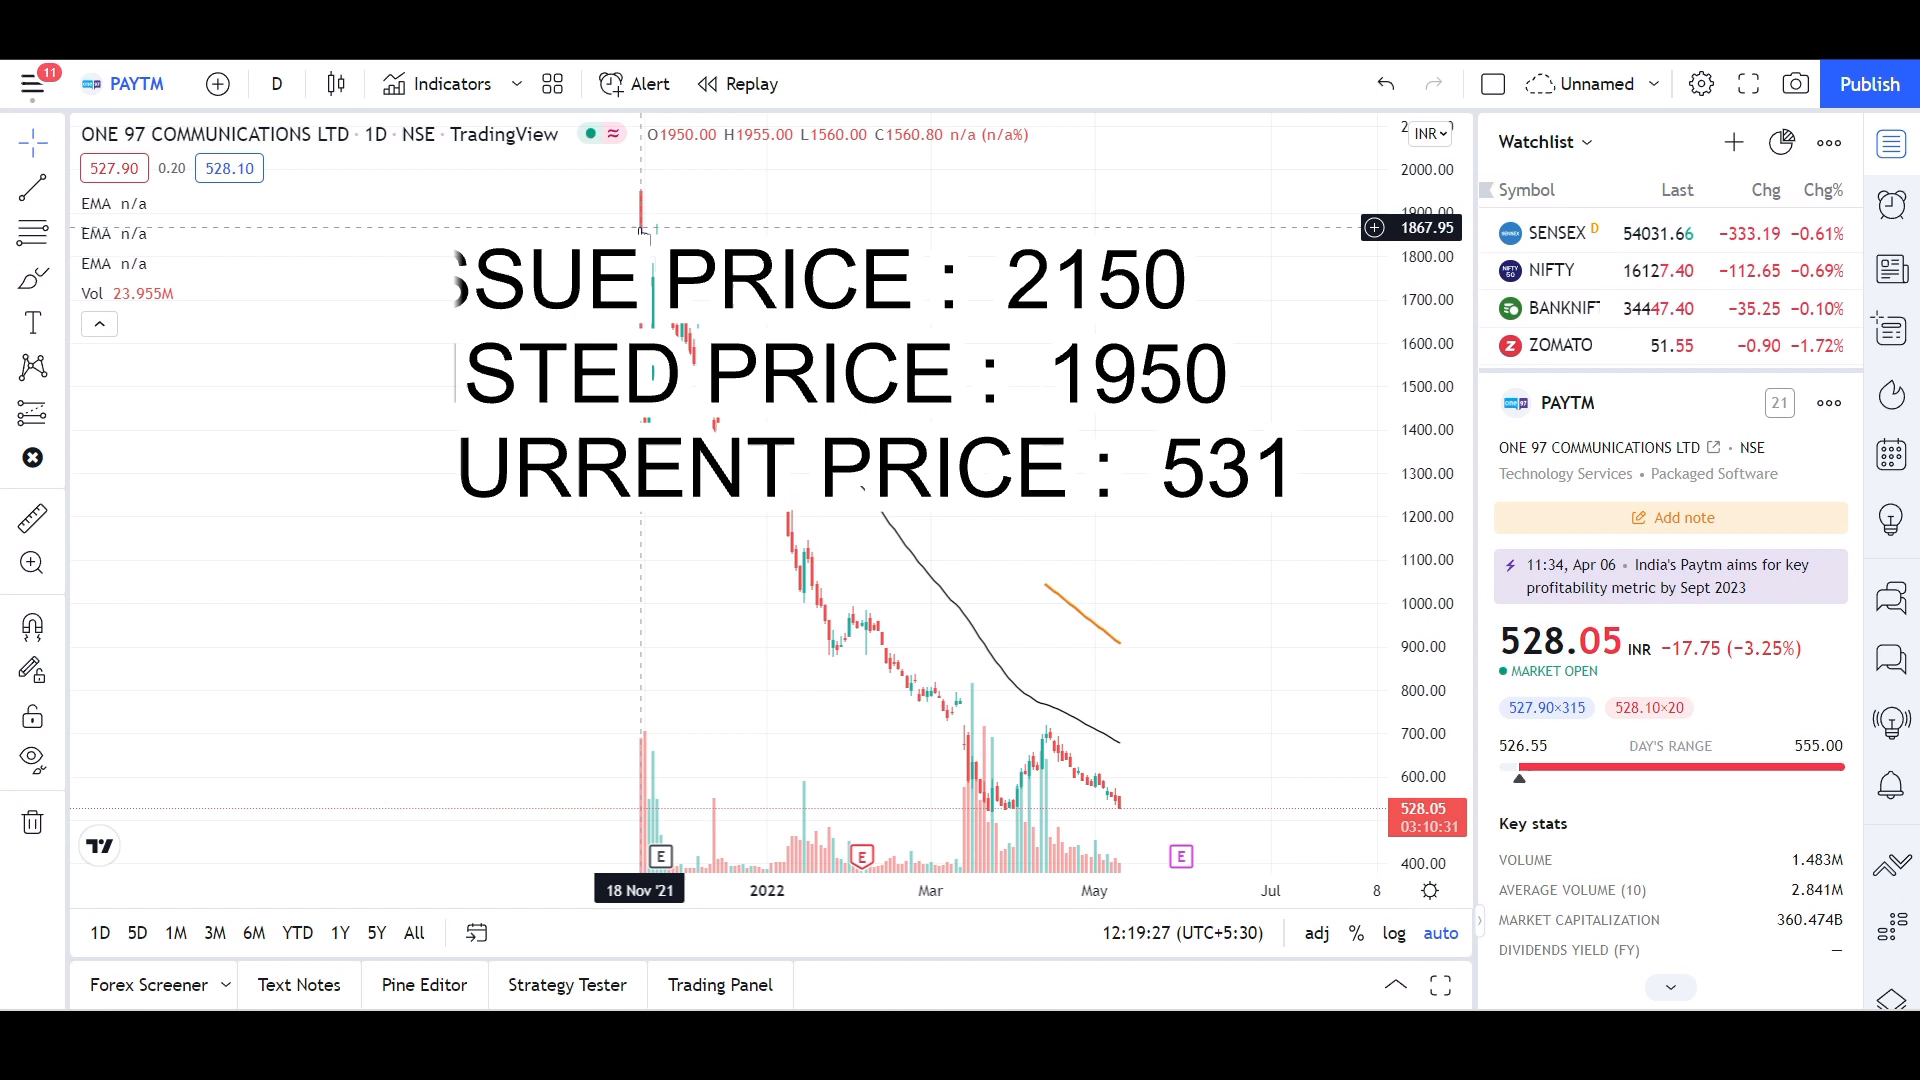 11
PAYTM
D
Indicators
Alert
Replay
Unnamed
Publish
ONE 97 COMMUNICATIONS LTD · 1D · NSE · TradingView
O1950.00 H1955.00 L1560.00 C1560.80 n/a (n/a%)
INR
527.90 0.20 528.10
EMA n/a
EMA n/a
EMA n/a
Vol 23.955M
SSUE PRICE : 2150
STED PRICE : 1950
URRENT PRICE : 531
2000.00
1900.00
1867.95
1800.00
1700.00
1600.00
1500.00
1400.00
1300.00
1200.00
1100.00
1000.00
900.00
800.00
700.00
600.00
528.05
03:10:31
400.00
E
E
E
18 Nov '21
2022
Mar
May
Jul
8
1D 5D 1M 3M 6M YTD 1Y 5Y All
12:19:27 (UTC+5:30)
adj % log auto
Forex Screener
Text Notes
Pine Editor
Strategy Tester
Trading Panel
Watchlist
Symbol Last Chg Chg%
SENSEX D 54031.66 −333.19 −0.61%
NIFTY 16127.40 −112.65 −0.69%
BANKNIF 34447.40 −35.25 −0.10%
ZOMATO 51.55 −0.90 −1.72%
one 97 PAYTM
21
ONE 97 COMMUNICATIONS LTD · NSE
Technology Services • Packaged Software
Add note
11:34, Apr 06 • India's Paytm aims for key
profitability metric by Sept 2023
528.05 INR −17.75 (−3.25%)
MARKET OPEN
527.90×315 528.10×20
526.55 DAY'S RANGE 555.00
Key stats
VOLUME 1.483M
AVERAGE VOLUME (10) 2.841M
MARKET CAPITALIZATION 360.474B
DIVIDENDS YIELD (FY) —